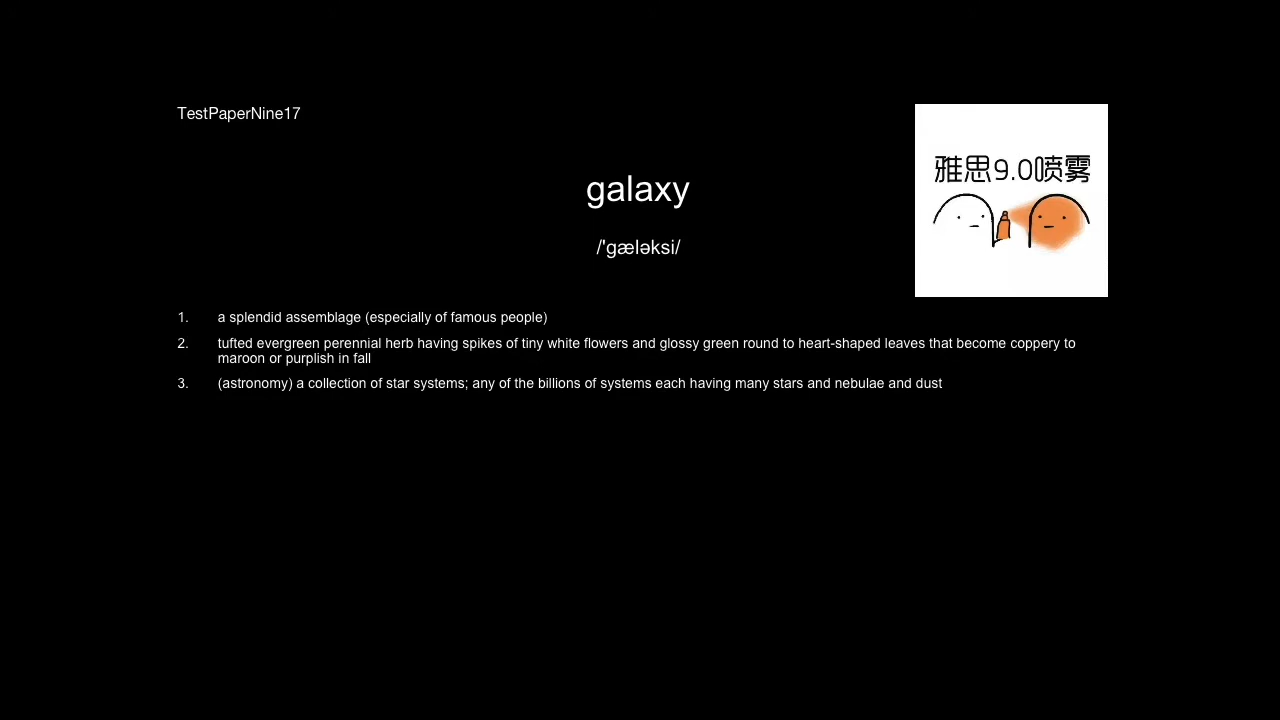 TestPaperNine17
雅思9.0喷雾
galaxy
/'gæləksi/
1. a splendid assemblage (especially of famous people)
2. tufted evergreen perennial herb having spikes of tiny white flowers and glossy green round to heart-shaped leaves that become coppery to
maroon or purplish in fall
3. (astronomy) a collection of star systems; any of the billions of systems each having many stars and nebulae and dust